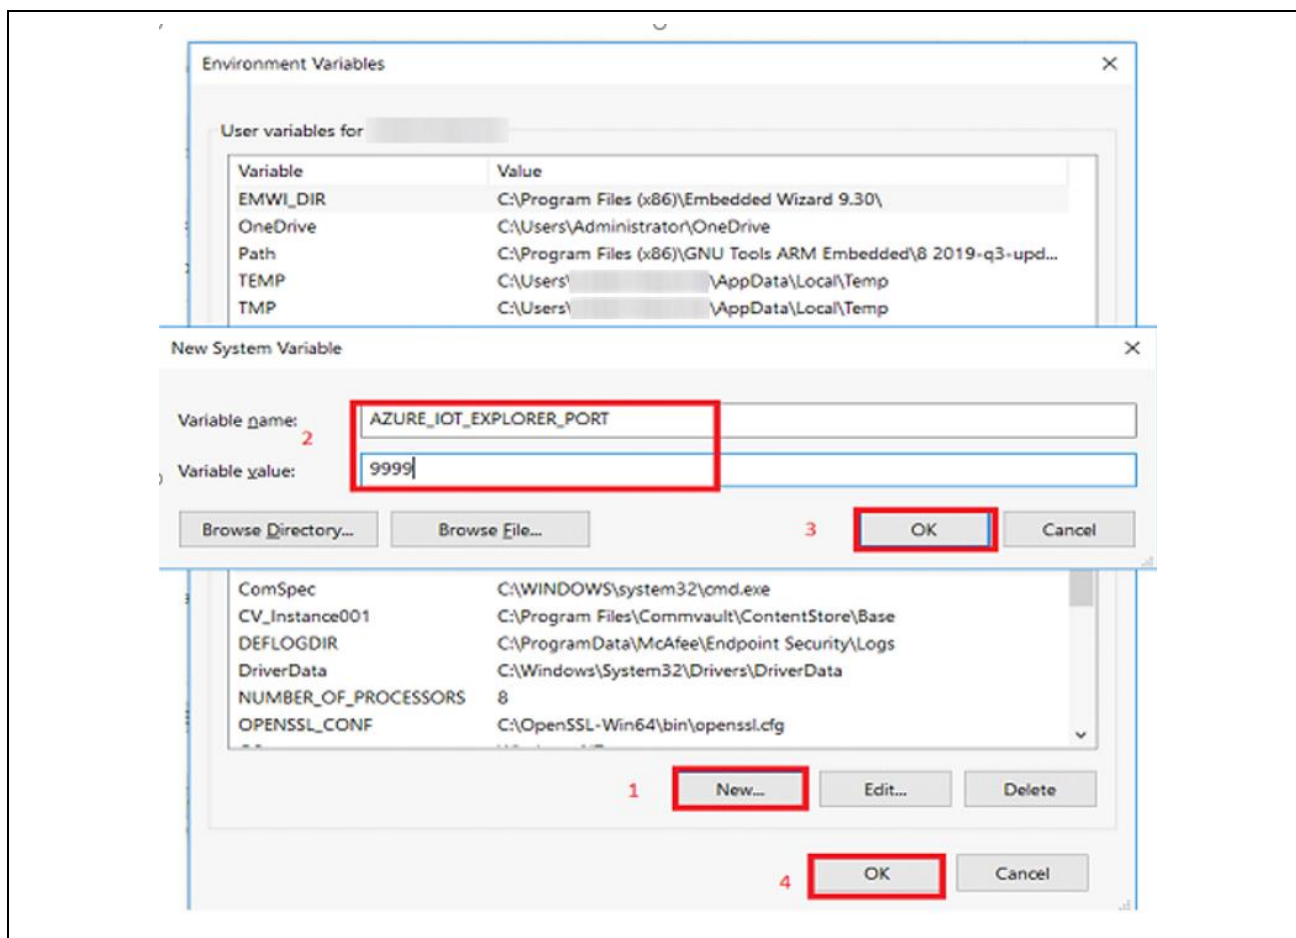 Environment Variables
User variables for
Variable Value
EMWI_DIR C:\Program Files (x86)\Embedded Wizard 9.30\
OneDrive C:\Users\Administrator\OneDrive
Path C:\Program Files (x86)\GNU Tools ARM Embedded\8 2019-q3-upd...
TEMP C:\Users\ \AppData\Local\Temp
TMP C:\Users\ \AppData\Local\Temp
New System Variable
Variable name: AZURE_IOT_EXPLORER_PORT
2
Variable value: 9999
Browse Directory... Browse File... 3 OK Cancel
ComSpec C:\WINDOWS\system32\cmd.exe
CV_Instance001 C:\Program Files\Commvault\ContentStore\Base
DEFLOGDIR C:\ProgramData\McAfee\Endpoint Security\Logs
DriverData C:\Windows\System32\Drivers\DriverData
NUMBER_OF_PROCESSORS 8
OPENSSL_CONF C:\OpenSSL-Win64\bin\openssl.cfg
1 New... Edit... Delete
4 OK Cancel